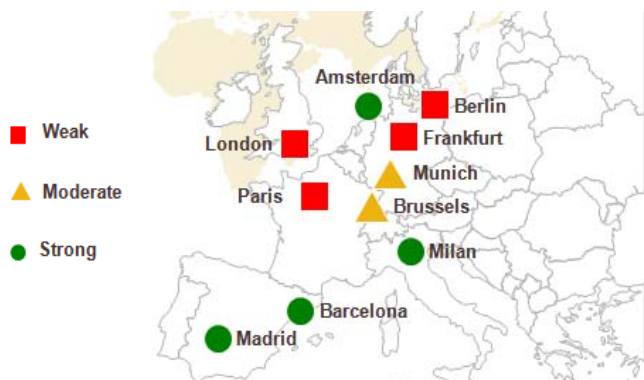 Weak
Moderate
Strong
Amsterdam
Berlin
London
Frankfurt
Munich
Paris
Brussels
Milan
Barcelona
Madrid